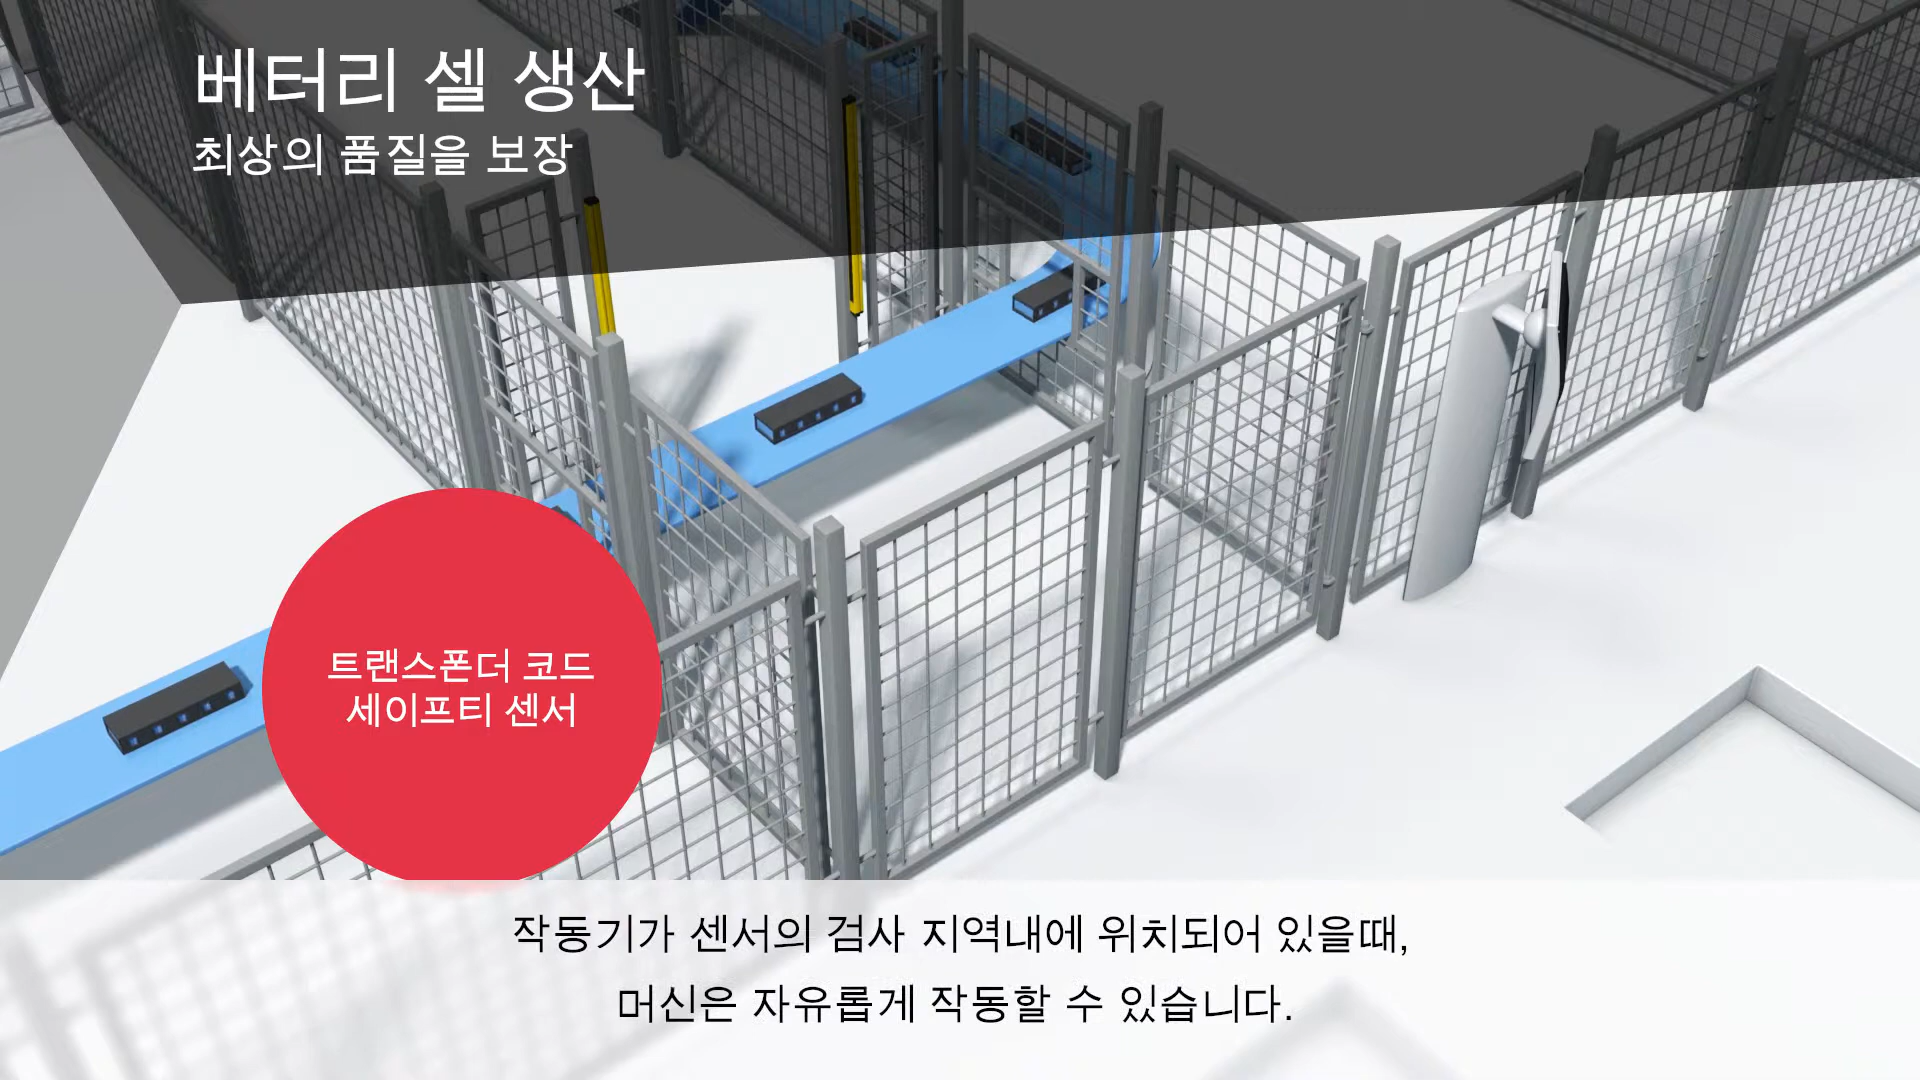 베터리 셀 생산
최상의 품질을 보장
트랜스폰더 코드
세이프티 센서
작동기가 센서의 검사 지역내에 위치되어 있을때,
머신은 자유롭게 작동할 수 있습니다.